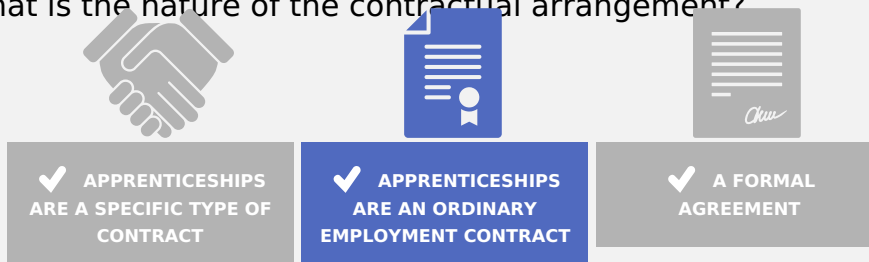 is the nature of the contractual arrangement?
APPRENTICESHIPS
ARE A SPECIFIC TYPE OF
CONTRACT
APPRENTICESHIPS
ARE AN ORDINARY
EMPLOYMENT CONTRACT
A FORMAL
AGREEMENT